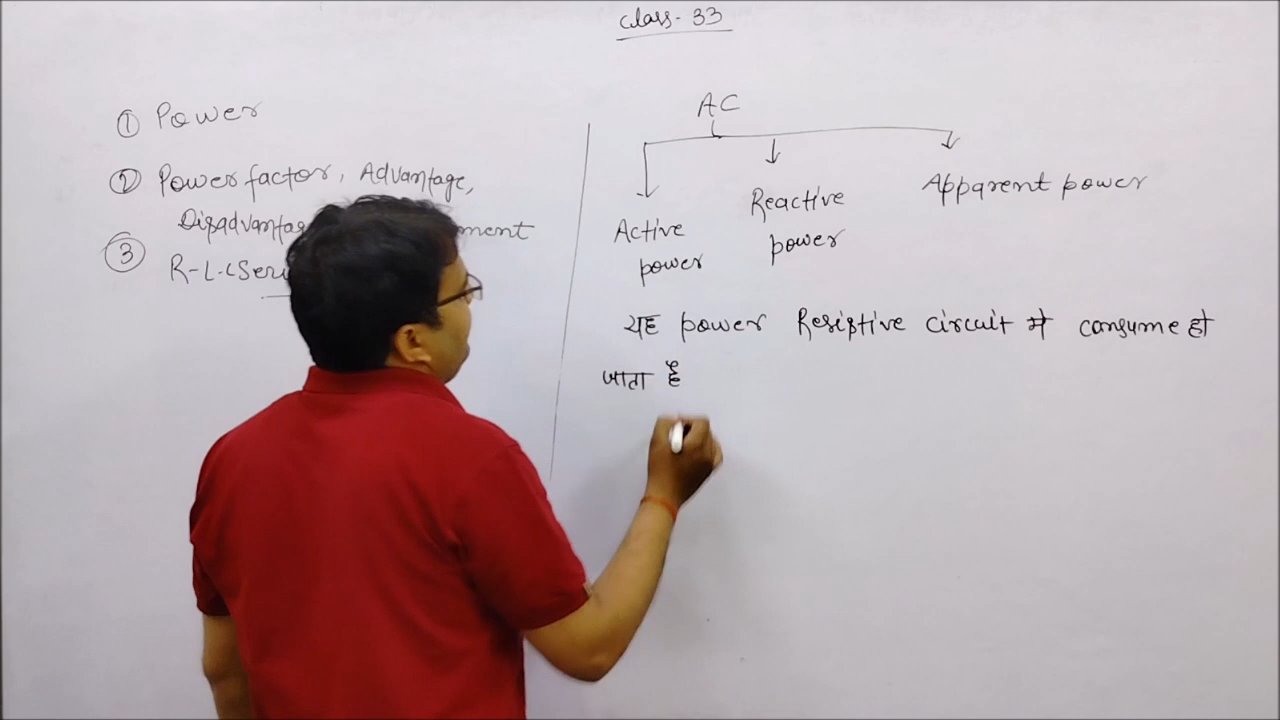 Class- 33
① Power
② Power factor, Advantage,
Disadvantag ment
③ R-L-C Seri
AC
Active power
Reactive power
Apparent power
यह power Resistive circuit मे consume हो
जाता है